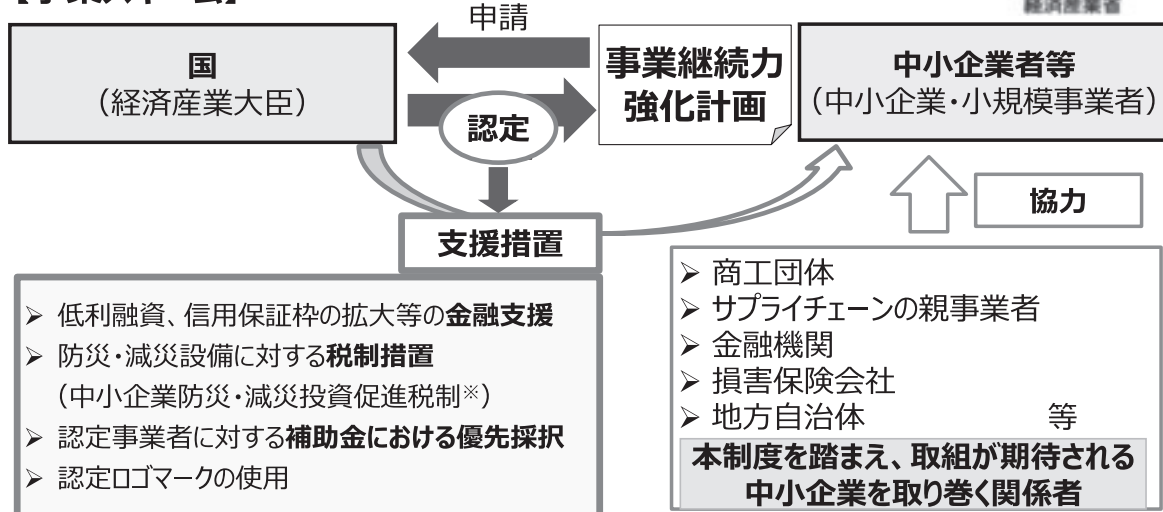 申請
国
（経済産業大臣）
認定
事業継続力
強化計画
中小企業者等
（中小企業・小規模事業者）
支援措置
協力
➢ 低利融資、信用保証枠の拡大等の金融支援
➢ 防災・減災設備に対する税制措置
（中小企業防災・減災投資促進税制※）
➢ 認定事業者に対する補助金における優先採択
➢ 認定ロゴマークの使用
➢ 商工団体
➢ サプライチェーンの親事業者
➢ 金融機関
➢ 損害保険会社
➢ 地方自治体 等
本制度を踏まえ、取組が期待される
中小企業を取り巻く関係者